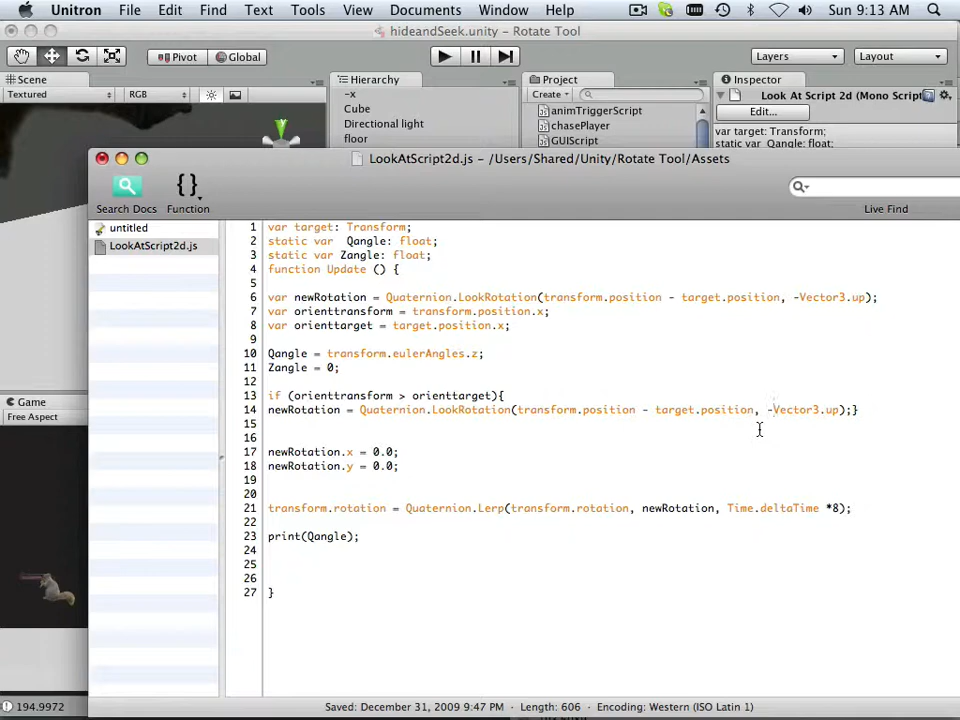 Unitron File Edit Find Text Tools View Documents Window Help Sun 9:13 AM
hideandSeek.unity - Rotate Tool
Pivot Global Layers Layout
Scene Hierarchy Project Inspector
Textured RGB Create Look At Script 2d (Mono Script
-x animTriggerScript Edit...
Cube chasePlayer var target: Transform;
Directional light GUIScript static var Qangle: float;
floor
LookAtScript2d.js - /Users/Shared/Unity/Rotate Tool/Assets
{}
Search Docs Function Live Find
untitled
LookAtScript2d.js
1 var target: Transform;
2 static var Qangle: float;
3 static var Zangle: float;
4 function Update () {
5
6 var newRotation = Quaternion.LookRotation(transform.position - target.position, -Vector3.up);
7 var orienttransform = transform.position.x;
8 var orienttarget = target.position.x;
9
10 Qangle = transform.eulerAngles.z;
11 Zangle = 0;
12
13 if (orienttransform > orienttarget){
14 newRotation = Quaternion.LookRotation(transform.position - target.position, -Vector3.up);}
15
16
17 newRotation.x = 0.0;
18 newRotation.y = 0.0;
19
20
21 transform.rotation = Quaternion.Lerp(transform.rotation, newRotation, Time.deltaTime *8);
22
23 print(Qangle);
24
25
26
27 }
Game
Free Aspect
194.9972
Saved: December 31, 2009 9:47 PM Length: 606 Encoding: Western (ISO Latin 1)